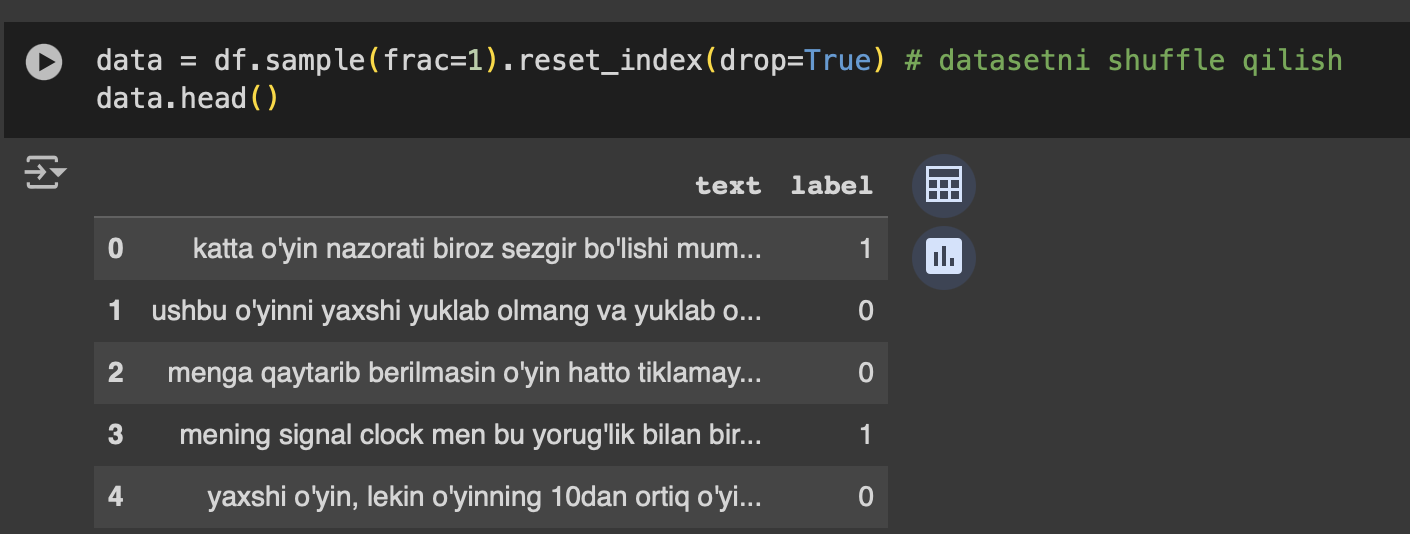 data = df.sample(frac=1).reset_index(drop=True) # datasetni shuffle qilish
data.head()
text label
0 katta o'yin nazorati biroz sezgir bo'lishi mum... 1
1 ushbu o'yinni yaxshi yuklab olmang va yuklab o... 0
2 menga qaytarib berilmasin o'yin hatto tiklamay... 0
3 mening signal clock men bu yorug'lik bilan bir... 1
4 yaxshi o'yin, lekin o'yinning 10dan ortiq o'yi... 0